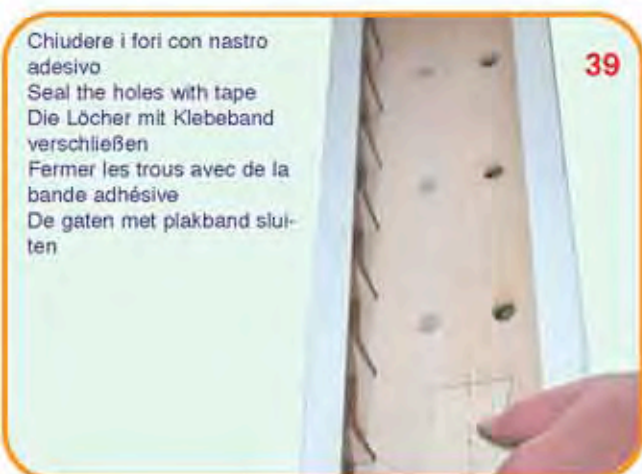 Chiudere i fori con nastro
adesivo
Seal the holes with tape
Die Löcher mit Klebeband
verschließen
Fermer les trous avec de la
bande adhésive
De gaten met plakband slui-
ten
39